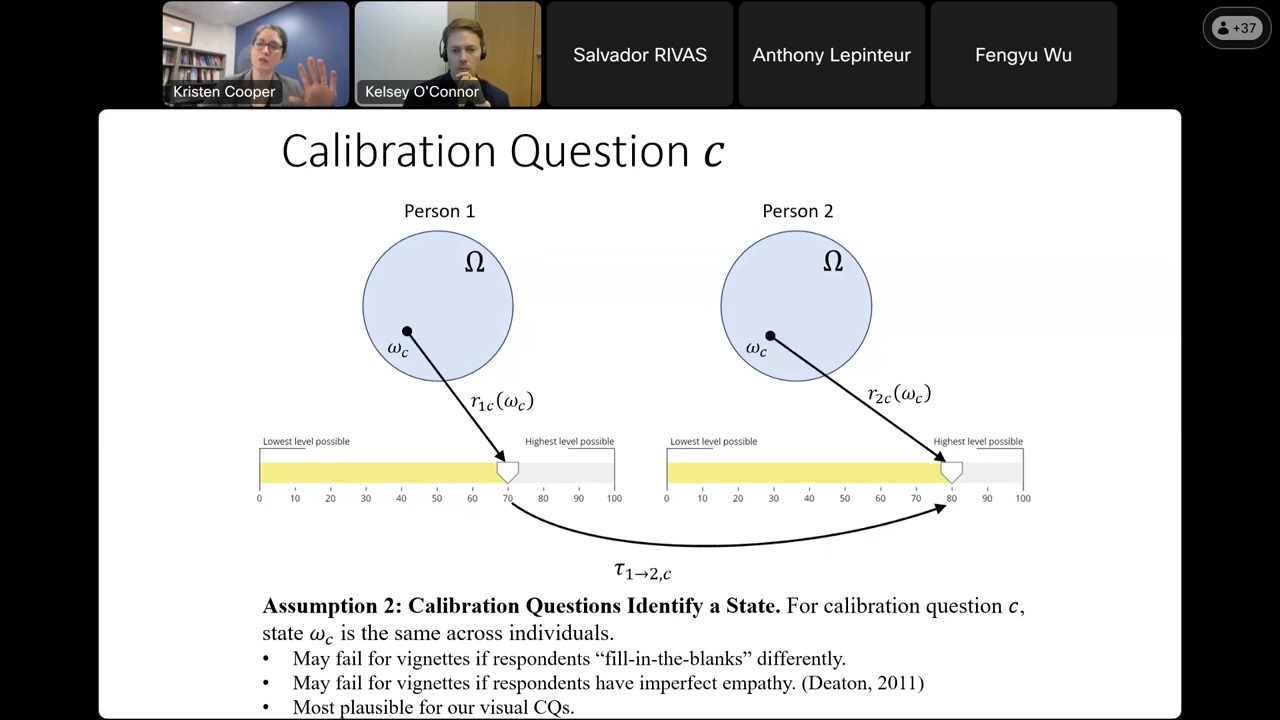 Kristen Cooper
Kelsey O'Connor
Salvador RIVAS
Anthony Lepinteur
Fengyu Wu
+37
Calibration Question c
Person 1
Person 2
Ω
Ω
ω_c
ω_c
r_1c(ω_c)
r_2c(ω_c)
Lowest level possible
Highest level possible
Lowest level possible
Highest level possible
0 10 20 30 40 50 60 70 80 90 100
0 10 20 30 40 50 60 70 80 90 100
τ_1→2,c
Assumption 2: Calibration Questions Identify a State. For calibration question c,
state ω_c is the same across individuals.
• May fail for vignettes if respondents “fill-in-the-blanks” differently.
• May fail for vignettes if respondents have imperfect empathy. (Deaton, 2011)
• Most plausible for our visual CQs.